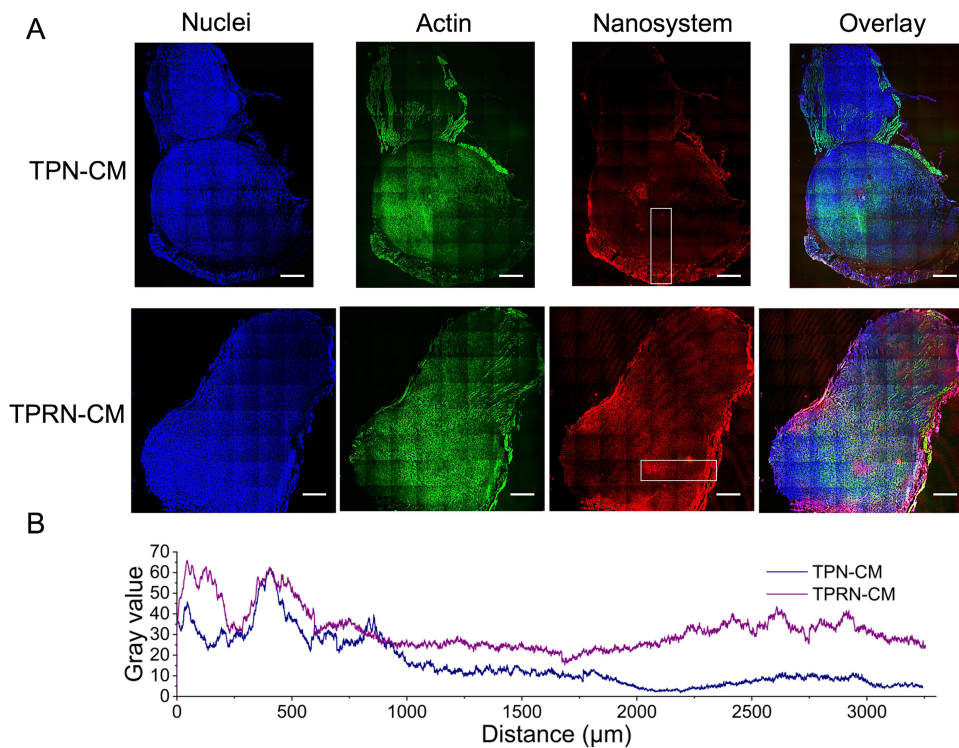 A
Nuclei Actin Nanosystem Overlay
TPN-CM
TPRN-CM
B
70
60
50
40
30
20
10
0
Gray value
TPN-CM
TPRN-CM
0 500 1000 1500 2000 2500 3000
Distance (µm)